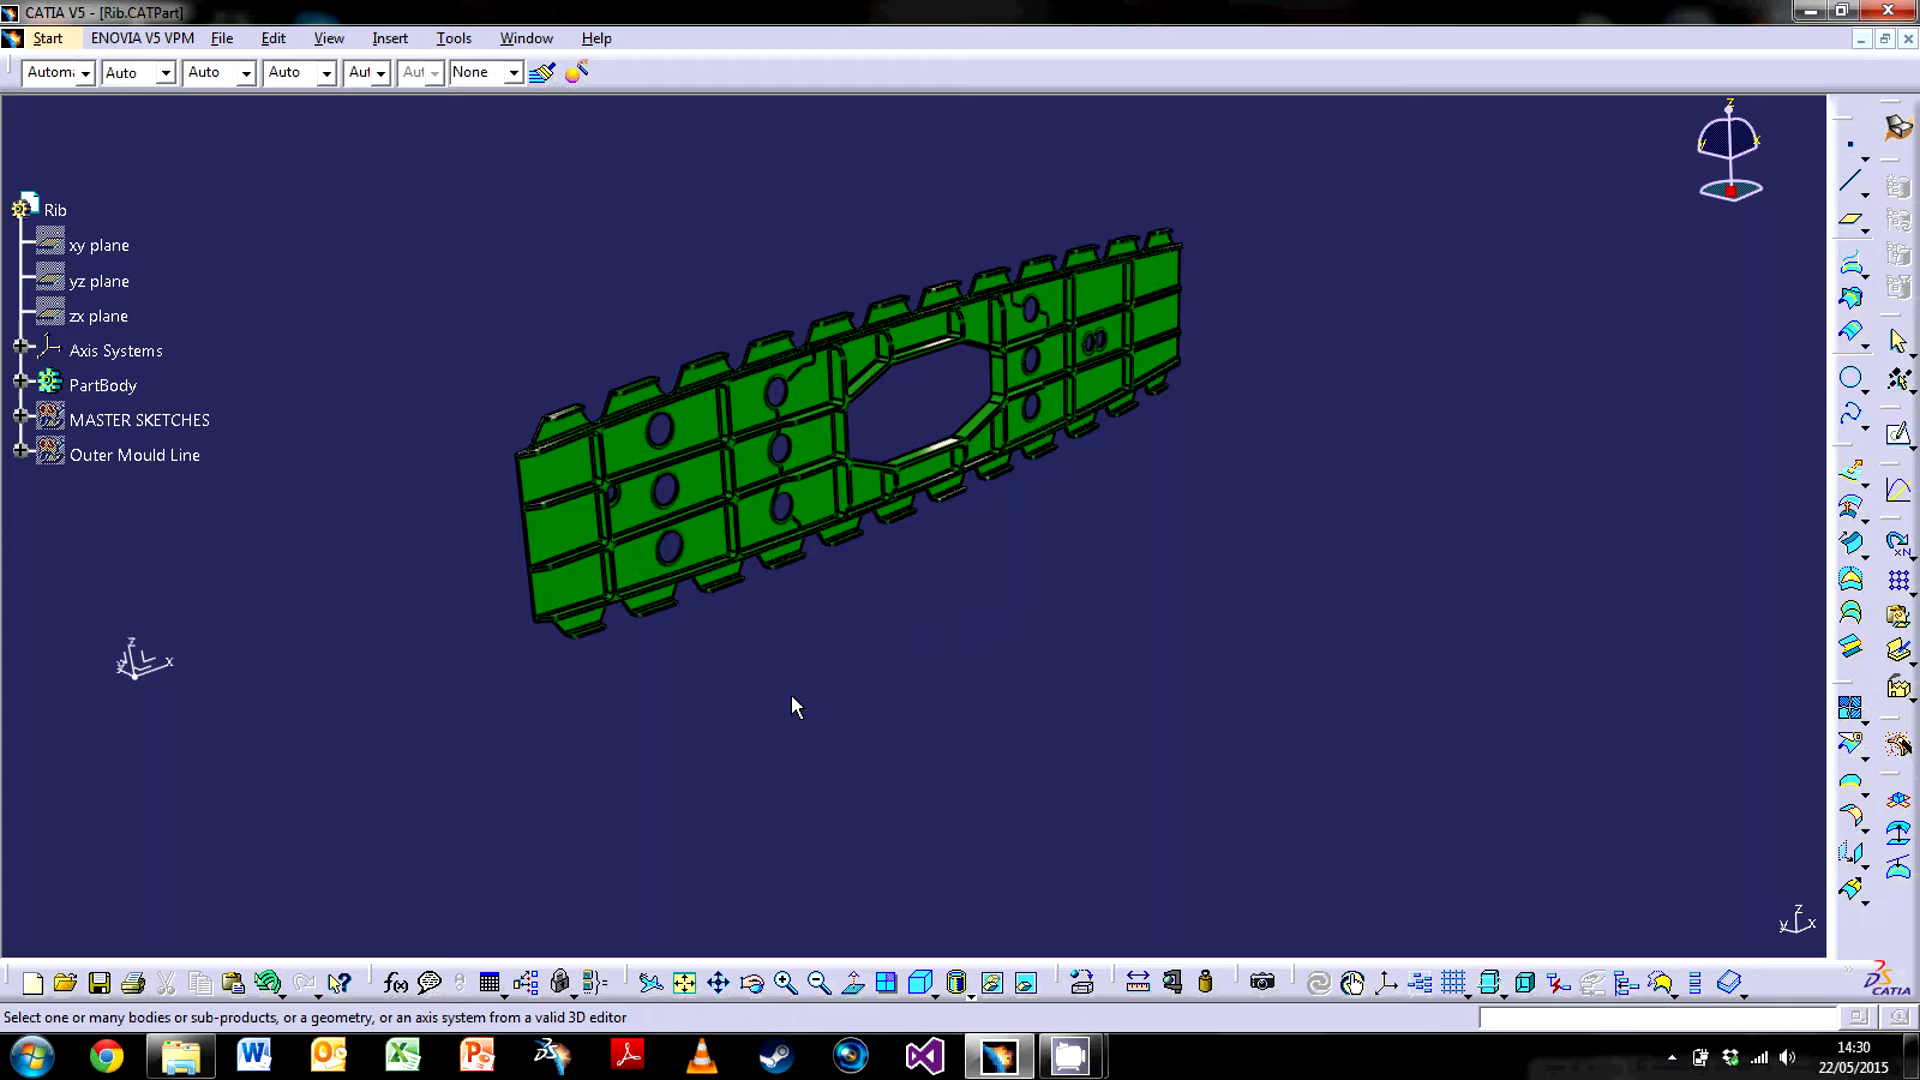 CATIA V5 - [Rib.CATPart]
Start ENOVIA V5 VPM File Edit View Insert Tools Window Help
Automa Auto Auto Auto Aut Aut None
z
y x
Rib
xy plane
yz plane
zx plane
Axis Systems
PartBody
MASTER SKETCHES
Outer Mould Line
z
y x
z
y x
f(x)
CATIA
Select one or many bodies or sub-products, or a geometry, or an axis system from a valid 3D editor
14:30
22/05/2015